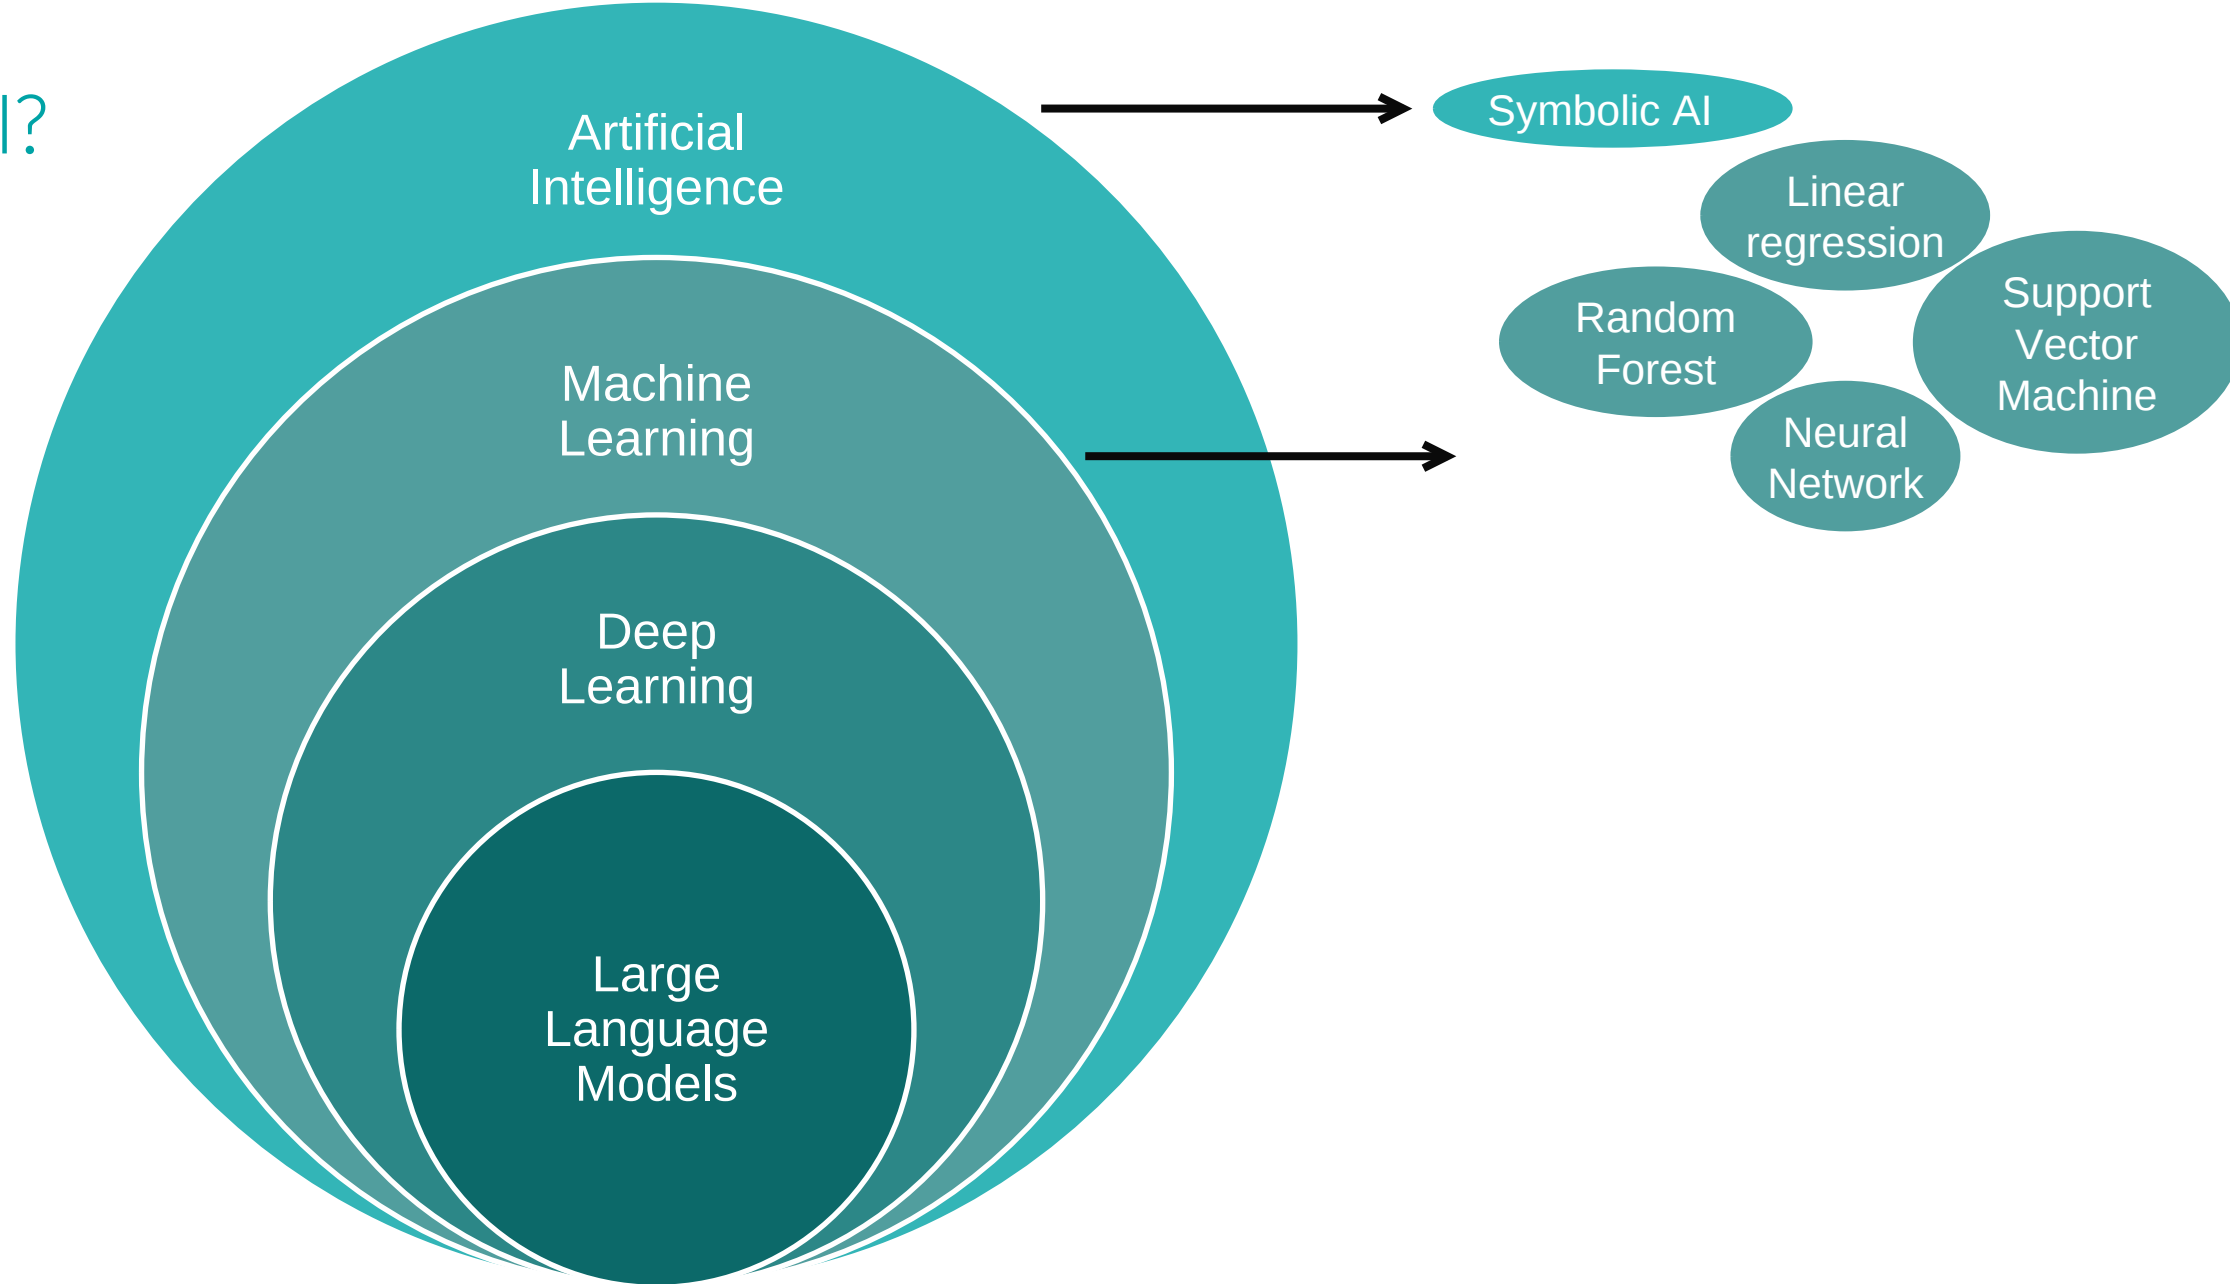 I?
Artificial
Intelligence
Machine
Learning
Deep
Learning
Large
Language
Models
Symbolic AI
Linear
regression
Random
Forest
Support
Vector
Machine
Neural
Network